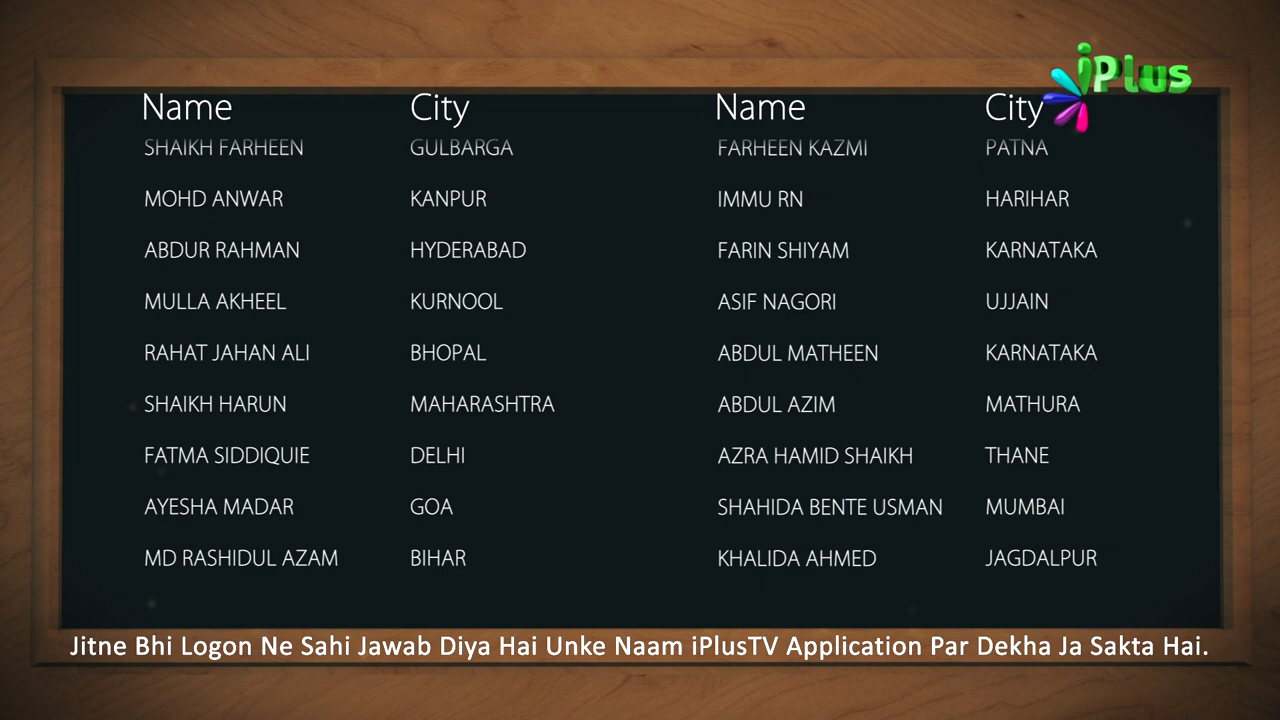 iPlus
Name City Name City
SHAIKH FARHEEN GULBARGA FARHEEN KAZMI PATNA
MOHD ANWAR KANPUR IMMU RN HARIHAR
ABDUR RAHMAN HYDERABAD FARIN SHIYAM KARNATAKA
MULLA AKHEEL KURNOOL ASIF NAGORI UJJAIN
RAHAT JAHAN ALI BHOPAL ABDUL MATHEEN KARNATAKA
SHAIKH HARUN MAHARASHTRA ABDUL AZIM MATHURA
FATMA SIDDIQUIE DELHI AZRA HAMID SHAIKH THANE
AYESHA MADAR GOA SHAHIDA BENTE USMAN MUMBAI
MD RASHIDUL AZAM BIHAR KHALIDA AHMED JAGDALPUR
Jitne Bhi Logon Ne Sahi Jawab Diya Hai Unke Naam iPlusTV Application Par Dekha Ja Sakta Hai.